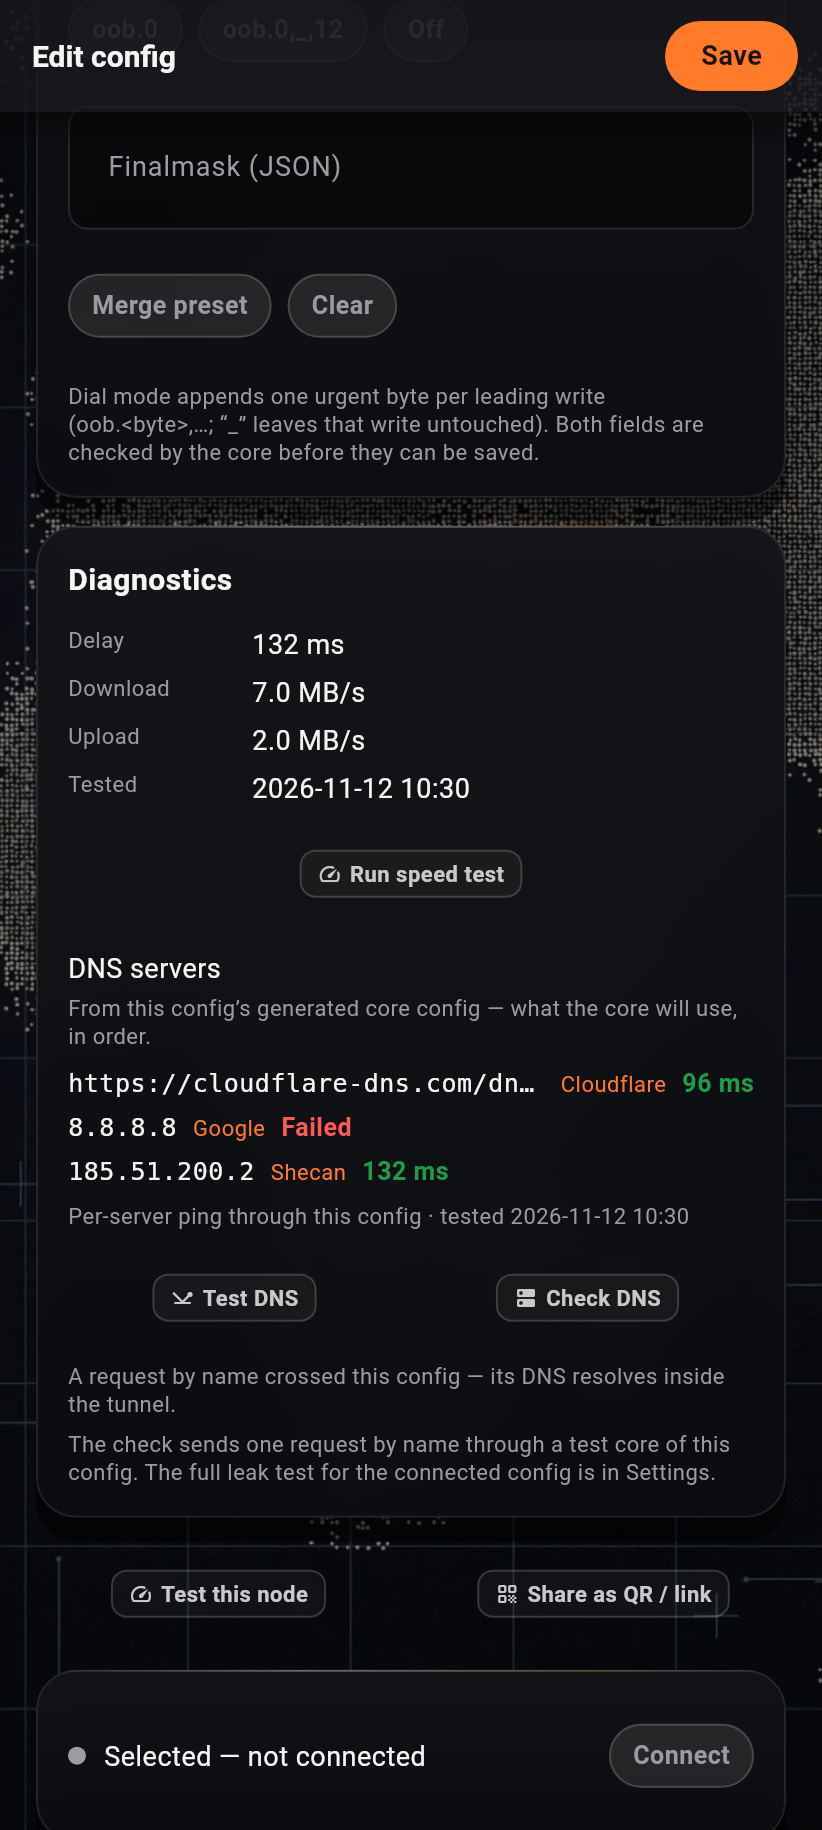 oob.0 oob.0,_,12 Off
Edit config Save
Finalmask (JSON)
Merge preset Clear
Dial mode appends one urgent byte per leading write
(oob.<byte>,…; “_” leaves that write untouched). Both fields are
checked by the core before they can be saved.
Diagnostics
Delay 132 ms
Download 7.0 MB/s
Upload 2.0 MB/s
Tested 2026-11-12 10:30
Run speed test
DNS servers
From this config’s generated core config — what the core will use,
in order.
https://cloudflare-dns.com/dn… Cloudflare 96 ms
8.8.8.8 Google Failed
185.51.200.2 Shecan 132 ms
Per-server ping through this config · tested 2026-11-12 10:30
Test DNS Check DNS
A request by name crossed this config — its DNS resolves inside
the tunnel.
The check sends one request by name through a test core of this
config. The full leak test for the connected config is in Settings.
Test this node Share as QR / link
Selected — not connected Connect